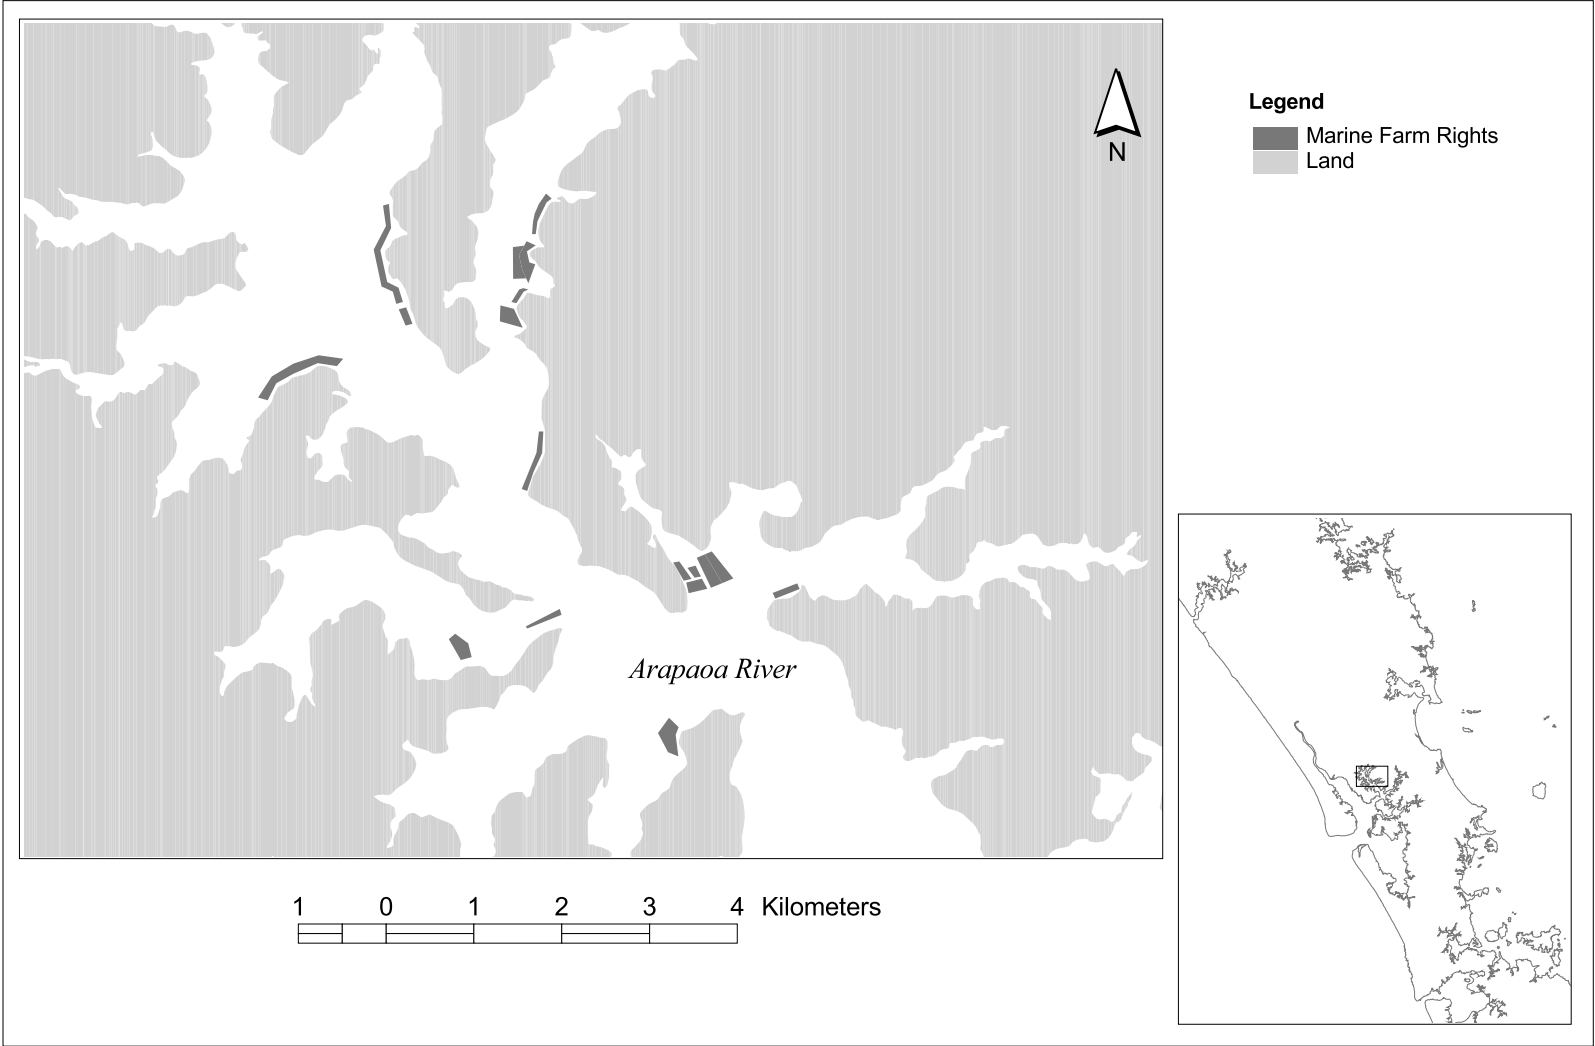 N
Legend
Marine Farm Rights
Land
Arapaoa River
1 0 1 2 3 4 Kilometers